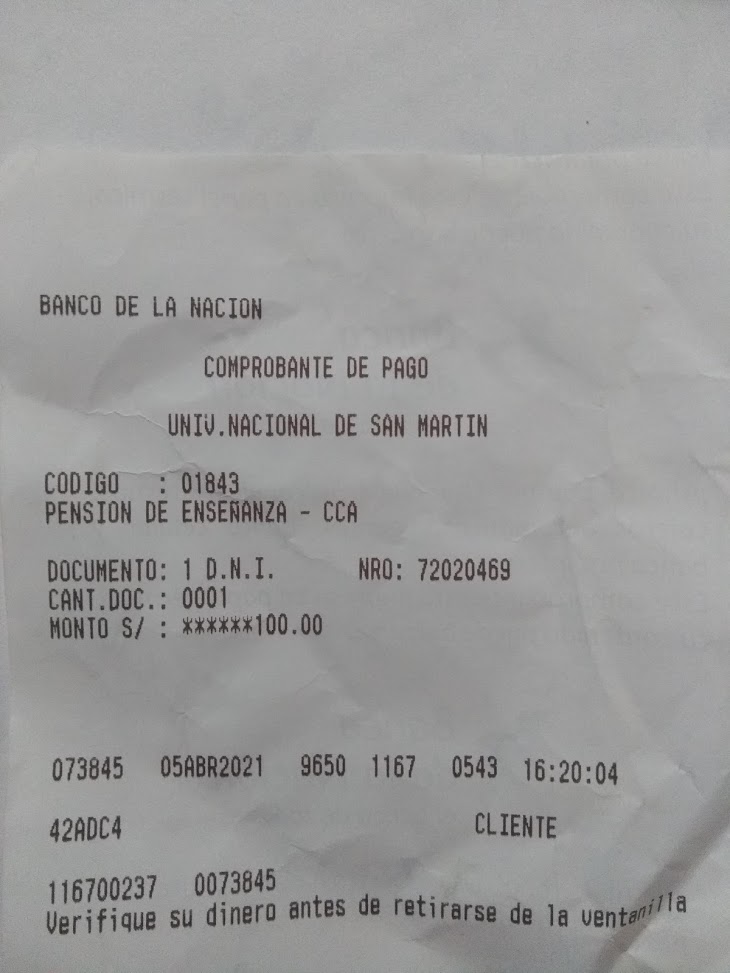 BANCO DE LA NACION
COMPROBANTE DE PAGO
UNIV.NACIONAL DE SAN MARTIN
CODIGO : 01843
PENSION DE ENSEÑANZA - CCA
DOCUMENTO: 1 D.N.I. NRO: 72020469
CANT.DOC.: 0001
MONTO S/ : ******100.00
073845 05ABR2021 9650 1167 0543 16:20:04
42ADC4 CLIENTE
116700237 0073845
Verifique su dinero antes de retirarse de la ventanilla